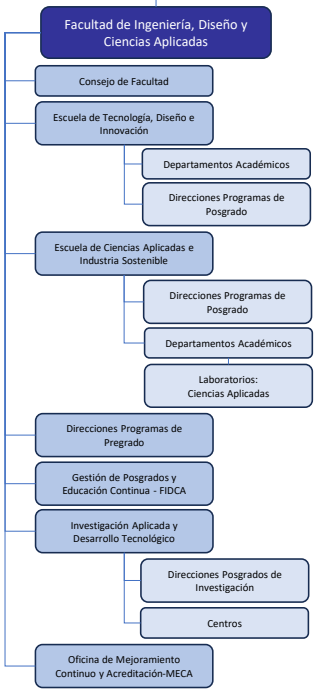 Facultad de Ingeniería, Diseño y
Ciencias Aplicadas
Consejo de Facultad
Escuela de Tecnología, Diseño e
Innovación
Departamentos Académicos
Direcciones Programas de
Posgrado
Escuela de Ciencias Aplicadas e
Industria Sostenible
Direcciones Programas de
Posgrado
Departamentos Académicos
Laboratorios:
Ciencias Aplicadas
Direcciones Programas de
Pregrado
Gestión de Posgrados y
Educación Continua - FIDCA
Investigación Aplicada y
Desarrollo Tecnológico
Direcciones Posgrados de
Investigación
Centros
Oficina de Mejoramiento
Continuo y Acreditación-MECA